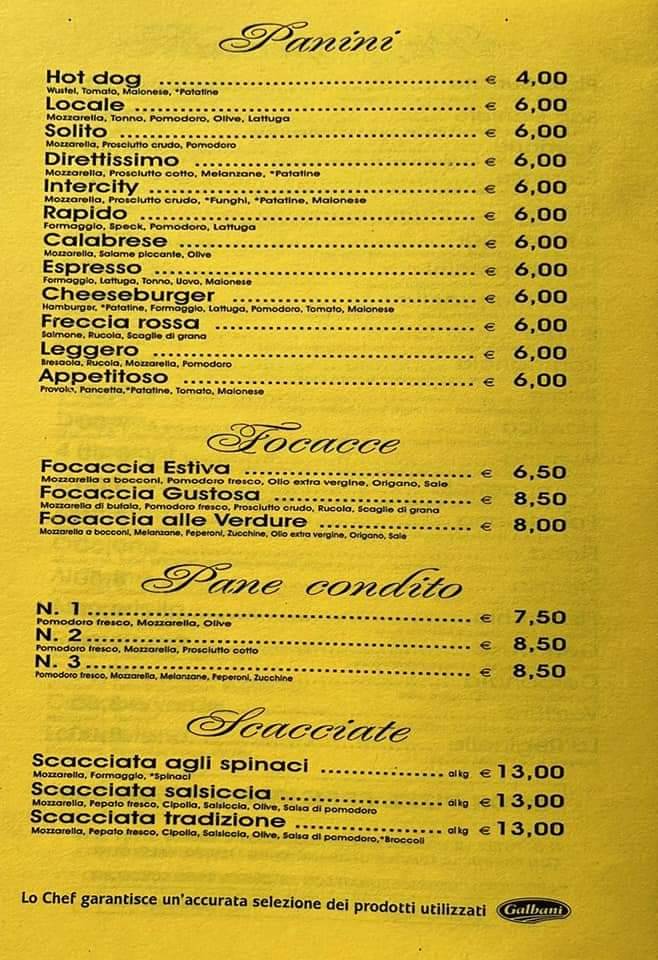 Panini
Hot dog ........................................................ € 4,00
Wustel, Tomato, Maionese, *Patatine
Locale ........................................................ € 6,00
Mozzarella, Tonno, Pomodoro, Olive, Lattuga
Solito ........................................................ € 6,00
Mozzarella, Prosciutto crudo, Pomodoro
Direttissimo ............................................ € 6,00
Mozzarella, Prosciutto cotto, Melanzane, *Patatine
Intercity .................................................... € 6,00
Mozzarella, Prosciutto crudo, *Funghi, *Patatine, Maionese
Rapido ...................................................... € 6,00
Formaggio, Speck, Pomodoro, Lattuga
Calabrese .............................................. € 6,00
Mozzarella, Salame piccante, Olive
Espresso .................................................. € 6,00
Formaggio, Lattuga, Tonno, Uovo, Maionese
Cheeseburger ........................................ € 6,00
Hamburger, *Patatine, Formaggio, Lattuga, Pomodoro, Tomato, Maionese
Freccia rossa ........................................ € 6,00
Salmone, Rucola, Scaglie di grana
Leggero .................................................. € 6,00
Bresaola, Rucola, Mozzarella, Pomodoro
Appetitoso .............................................. € 6,00
Provola, Pancetta,*Patatine, Tomato, Maionese
Focacce
Focaccia Estiva .................................... € 6,50
Mozzarella a bocconi, Pomodoro fresco, Olio extra vergine, Origano, Sale
Focaccia Gustosa ................................ € 8,50
Mozzarella di bufala, Pomodoro fresco, Prosciutto crudo, Rucola, Scaglie di grana
Focaccia alle Verdure ........................ € 8,00
Mozzarella a bocconi, Melanzane, Peperoni, Zucchine, Olio extra vergine, Origano, Sale
Pane condito
N. 1 .......................................................... € 7,50
Pomodoro fresco, Mozzarella, Olive
N. 2 .......................................................... € 8,50
Pomodoro fresco, Mozzarella, Prosciutto cotto
N. 3 .......................................................... € 8,50
Pomodoro fresco, Mozzarella, Melanzane, Peperoni, Zucchine
Scacciate
Scacciata agli spinaci .................... al kg € 13,00
Mozzarella, Formaggio, *Spinaci
Scacciata salsiccia ........................ al kg € 13,00
Mozzarella, Pepato fresco, Cipolla, Salsiccia, Olive, Salsa di pomodoro
Scacciata tradizione ...................... al kg € 13,00
Mozzarella, Pepato fresco, Cipolla, Salsiccia, Olive, Salsa di pomodoro,*Broccoli
Lo Chef garantisce un'accurata selezione dei prodotti utilizzati Galbani